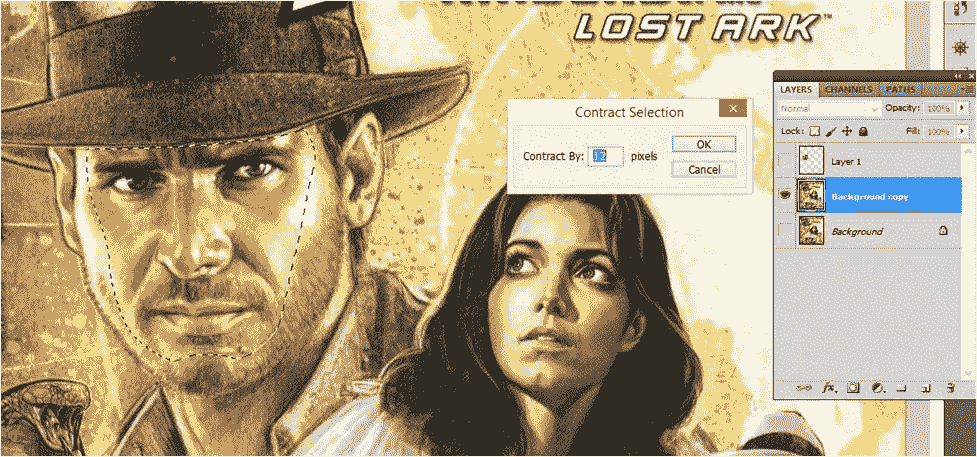 LOST ARK™
Contract Selection
Contract By: 12 pixels
OK
Cancel
LAYERS CHANNELS PATHS
Normal Opacity: 100%
Lock: Fill: 100%
Layer 1
Background copy
Background